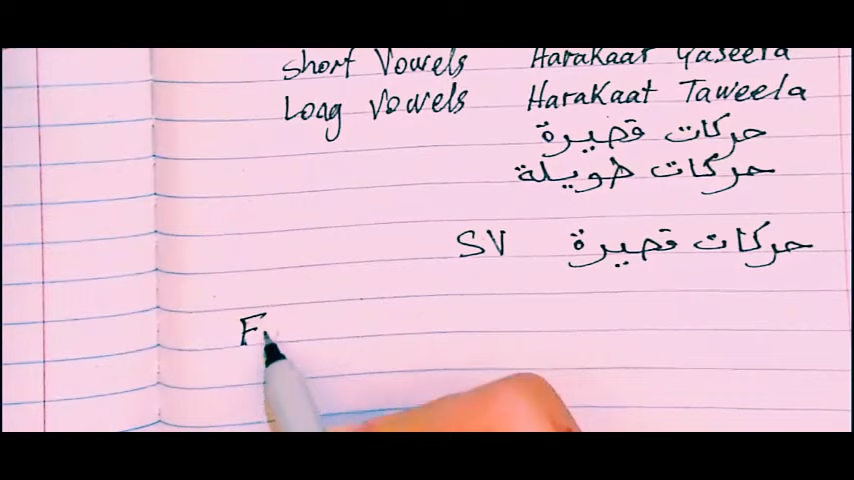 Short Vowels Harakaat Qaseera
Long Vowels Harakaat Taweela
حركات قصيرة
حركات طويلة
SV حركات قصيرة
F